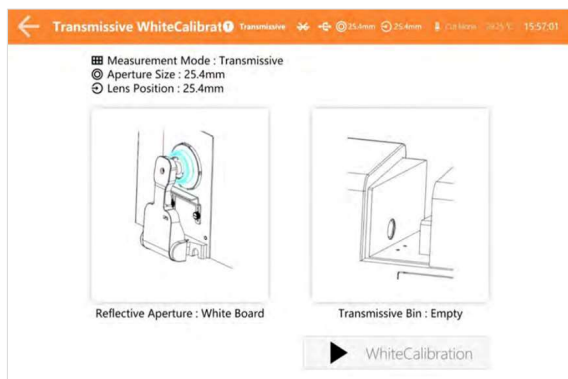 Transmissive WhiteCalibrat Transmissive 25.4mm 25.4mm 15:57:01
Measurement Mode : Transmissive
Aperture Size : 25.4mm
Lens Position : 25.4mm
Reflective Aperture : White Board
Transmissive Bin : Empty
WhiteCalibration